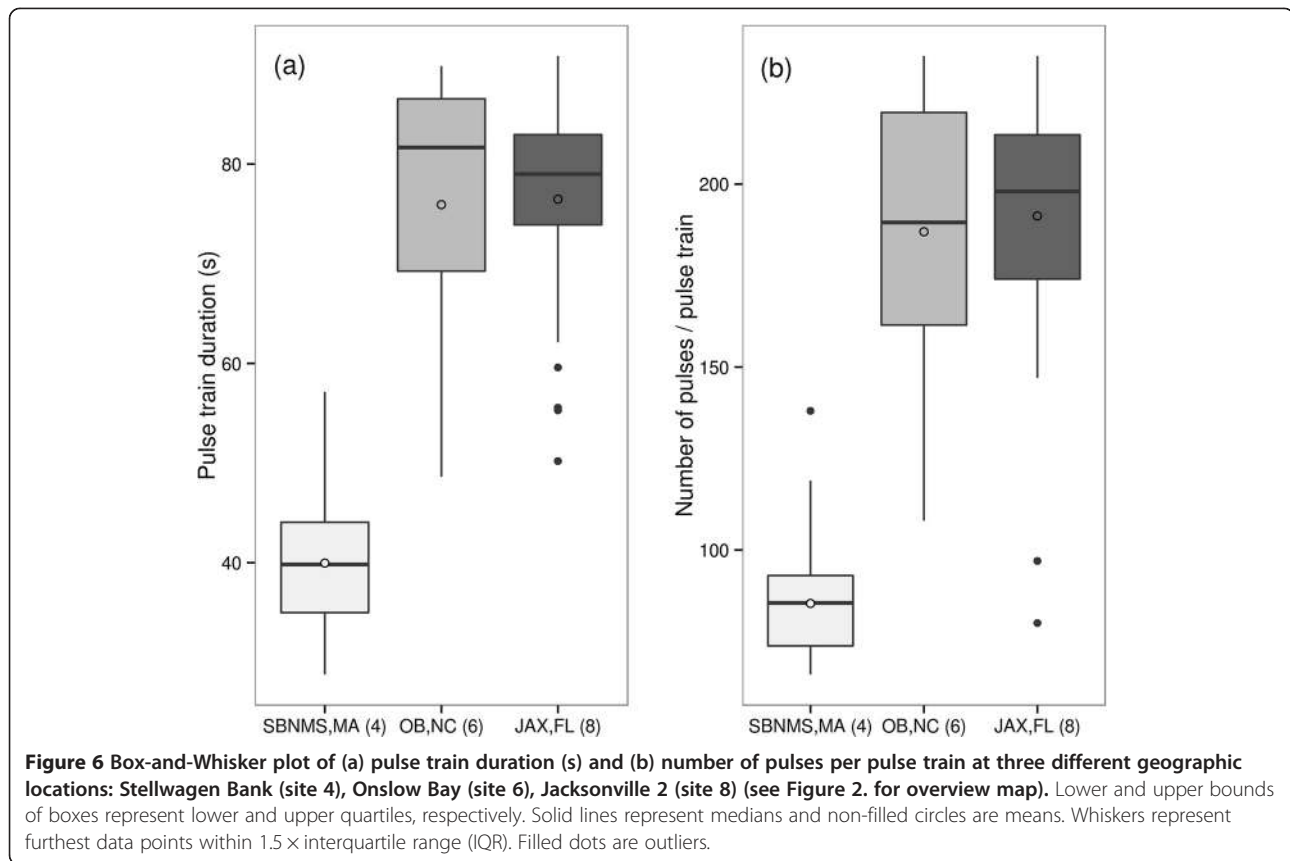 (a)
Pulse train duration (s)
80
60
40
SBNMS,MA (4) OB,NC (6) JAX,FL (8)
(b)
Number of pulses / pulse train
200
150
100
SBNMS,MA (4) OB,NC (6) JAX,FL (8)
Figure 6 Box-and-Whisker plot of (a) pulse train duration (s) and (b) number of pulses per pulse train at three different geographic
locations: Stellwagen Bank (site 4), Onslow Bay (site 6), Jacksonville 2 (site 8) (see Figure 2. for overview map). Lower and upper bounds
of boxes represent lower and upper quartiles, respectively. Solid lines represent medians and non-filled circles are means. Whiskers represent
furthest data points within 1.5 × interquartile range (IQR). Filled dots are outliers.